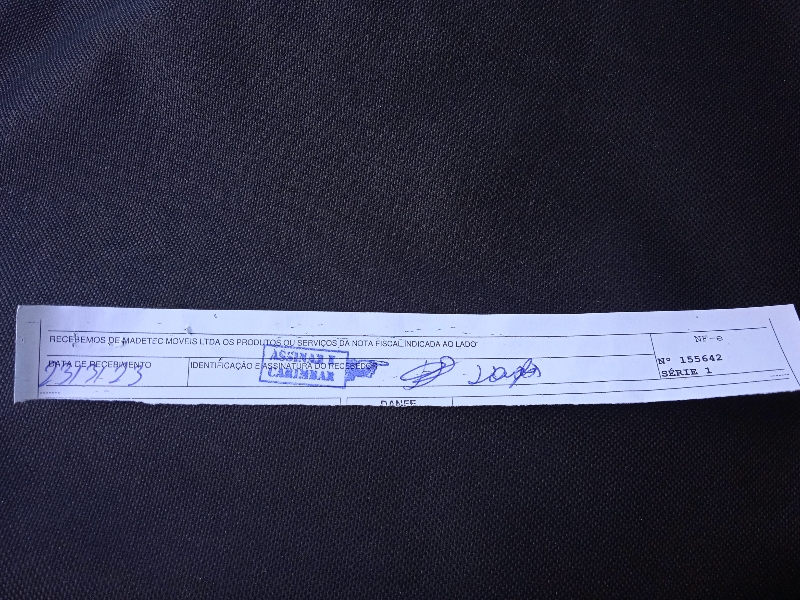 RECEBEMOS DE MADETEC MOVEIS LTDA OS PRODUTOS OU SERVIÇOS DA NOTA FISCAL INDICADA AO LADO
NF-e
Nº 155642
SÉRIE 1
DATA DE RECEBIMENTO
IDENTIFICAÇÃO E ASSINATURA DO RECEBEDOR
ASSINAR E
CARIMBAR
DANFE